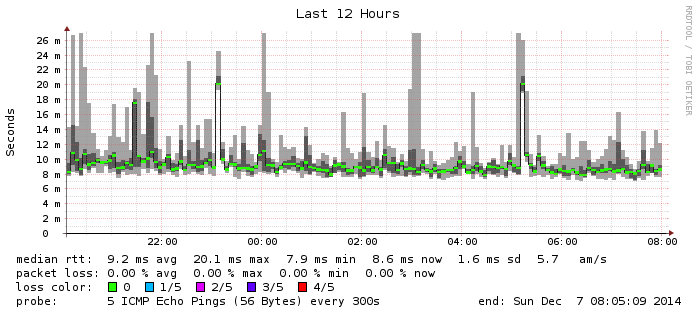 Last 12 Hours
RRDTOOL / TOBI OETIKER
Seconds
26 m
24 m
22 m
20 m
18 m
16 m
14 m
12 m
10 m
8 m
6 m
4 m
2 m
0
22:00 00:00 02:00 04:00 06:00 08:00
median rtt: 9.2 ms avg 20.1 ms max 7.9 ms min 8.6 ms now 1.6 ms sd 5.7 am/s
packet loss: 0.00 % avg 0.00 % max 0.00 % min 0.00 % now
loss color: 0 1/5 2/5 3/5 4/5
probe: 5 ICMP Echo Pings (56 Bytes) every 300s end: Sun Dec 7 08:05:09 2014